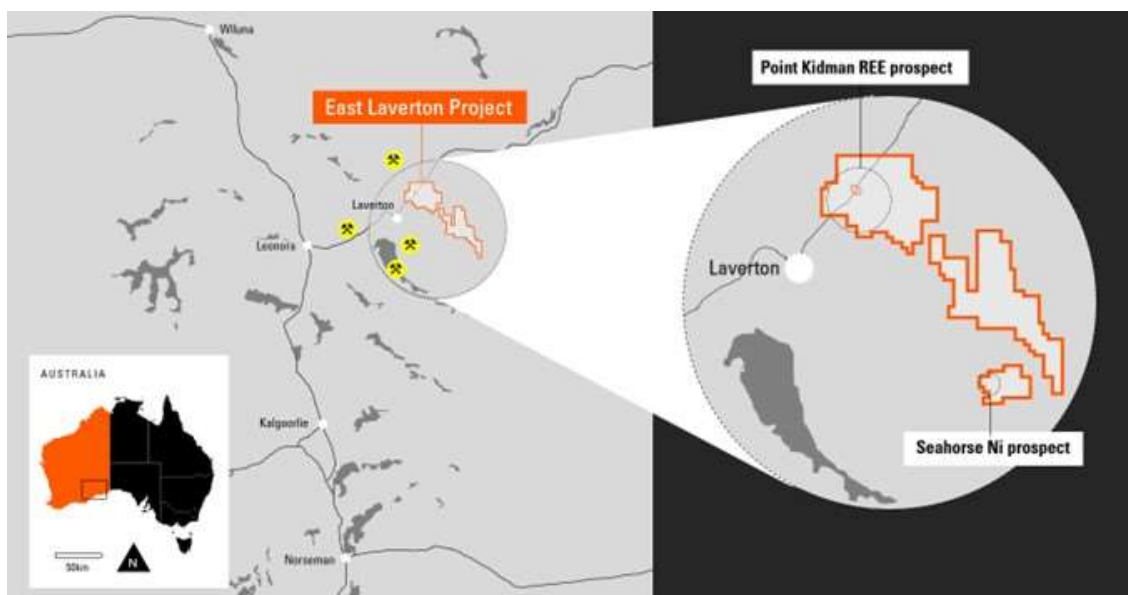 Wiluna
East Laverton Project
Laverton
Leonora
Kalgoorlie
Norseman
AUSTRALIA
50km
N
Point Kidman REE prospect
Laverton
Seahorse Ni prospect